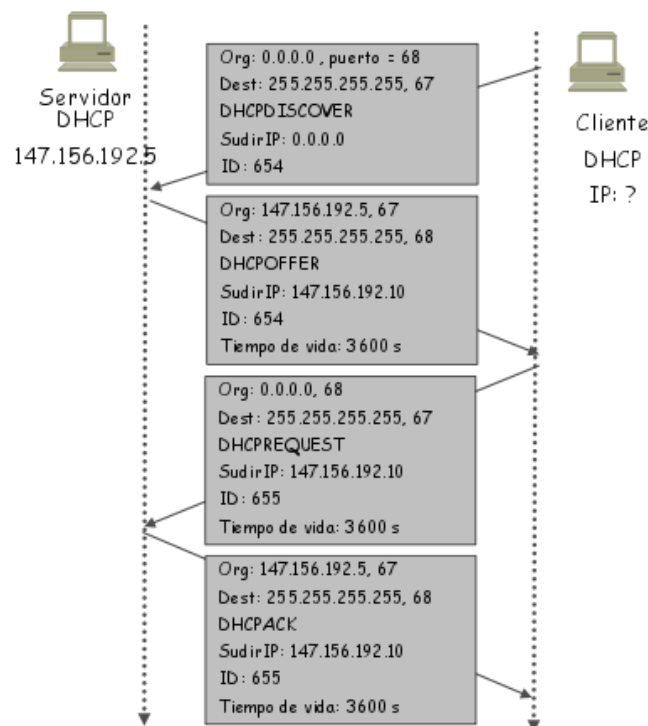 Servidor
DHCP
147.156.192.5
Org: 0.0.0.0 , puerto = 68
Dest: 255.255.255.255, 67
DHCPDISCOVER
SudirIP: 0.0.0.0
ID: 654
Cliente
DHCP
IP: ?
Org: 147.156.192.5, 67
Dest: 255.255.255.255, 68
DHCPOFFER
SudirIP: 147.156.192.10
ID: 654
Tiempo de vida: 3600 s
Org: 0.0.0.0, 68
Dest: 255.255.255.255, 67
DHCPREQUEST
SudirIP: 147.156.192.10
ID: 655
Tiempo de vida: 3600 s
Org: 147.156.192.5, 67
Dest: 255.255.255.255, 68
DHCPACK
SudirIP: 147.156.192.10
ID: 655
Tiempo de vida: 3600 s